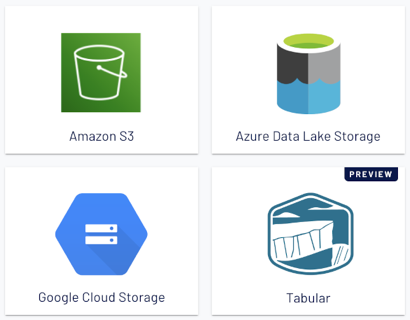 Amazon S3
Azure Data Lake Storage
PREVIEW
Google Cloud Storage
Tabular